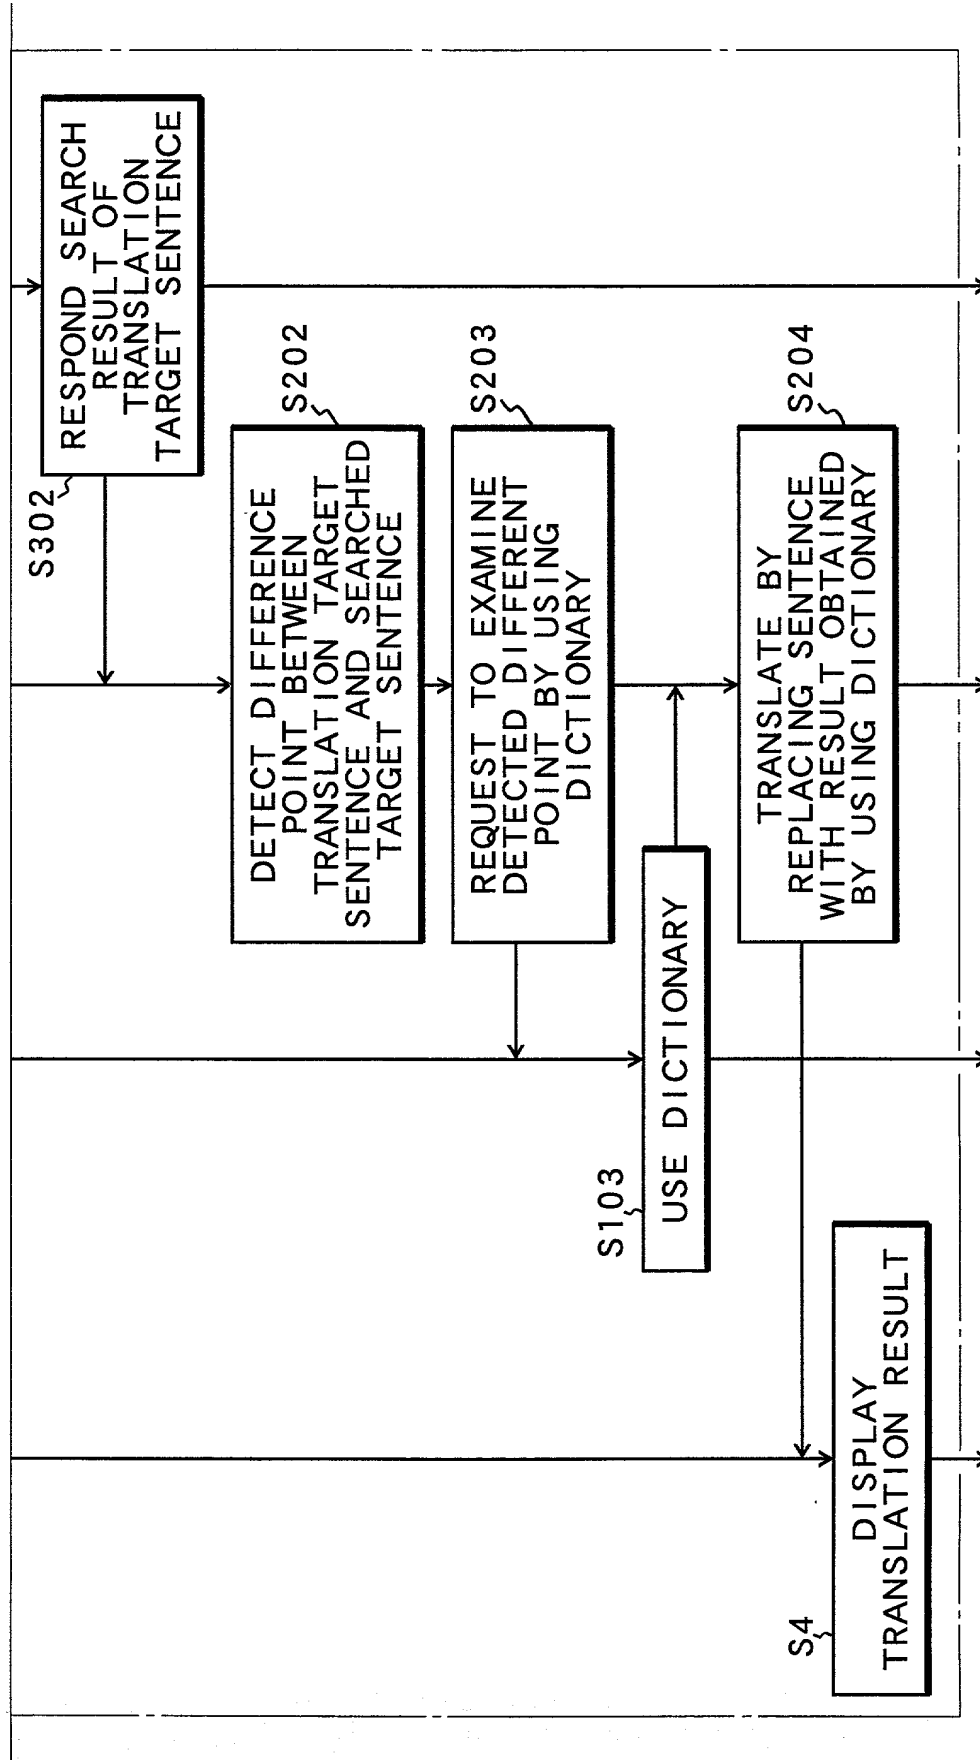 S302
RESPOND SEARCH
RESULT OF
TRANSLATION
TARGET SENTENCE
S202
DETECT DIFFERENCE
POINT BETWEEN
TRANSLATION TARGET
SENTENCE AND SEARCHED
TARGET SENTENCE
S203
REQUEST TO EXAMINE
DETECTED DIFFERENT
POINT BY USING
DICTIONARY
S103
USE DICTIONARY
S204
TRANSLATE BY
REPLACING SENTENCE
WITH RESULT OBTAINED
BY USING DICTIONARY
S4
DISPLAY
TRANSLATION RESULT